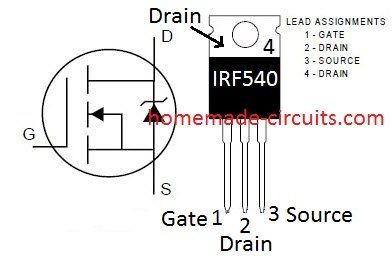 Drain
LEAD ASSIGNMENTS
1 - GATE
2 - DRAIN
3 - SOURCE
4 - DRAIN
D
4
IRF540
homemade-circuits.com
G
S
Gate 1 2 3 Source
Drain